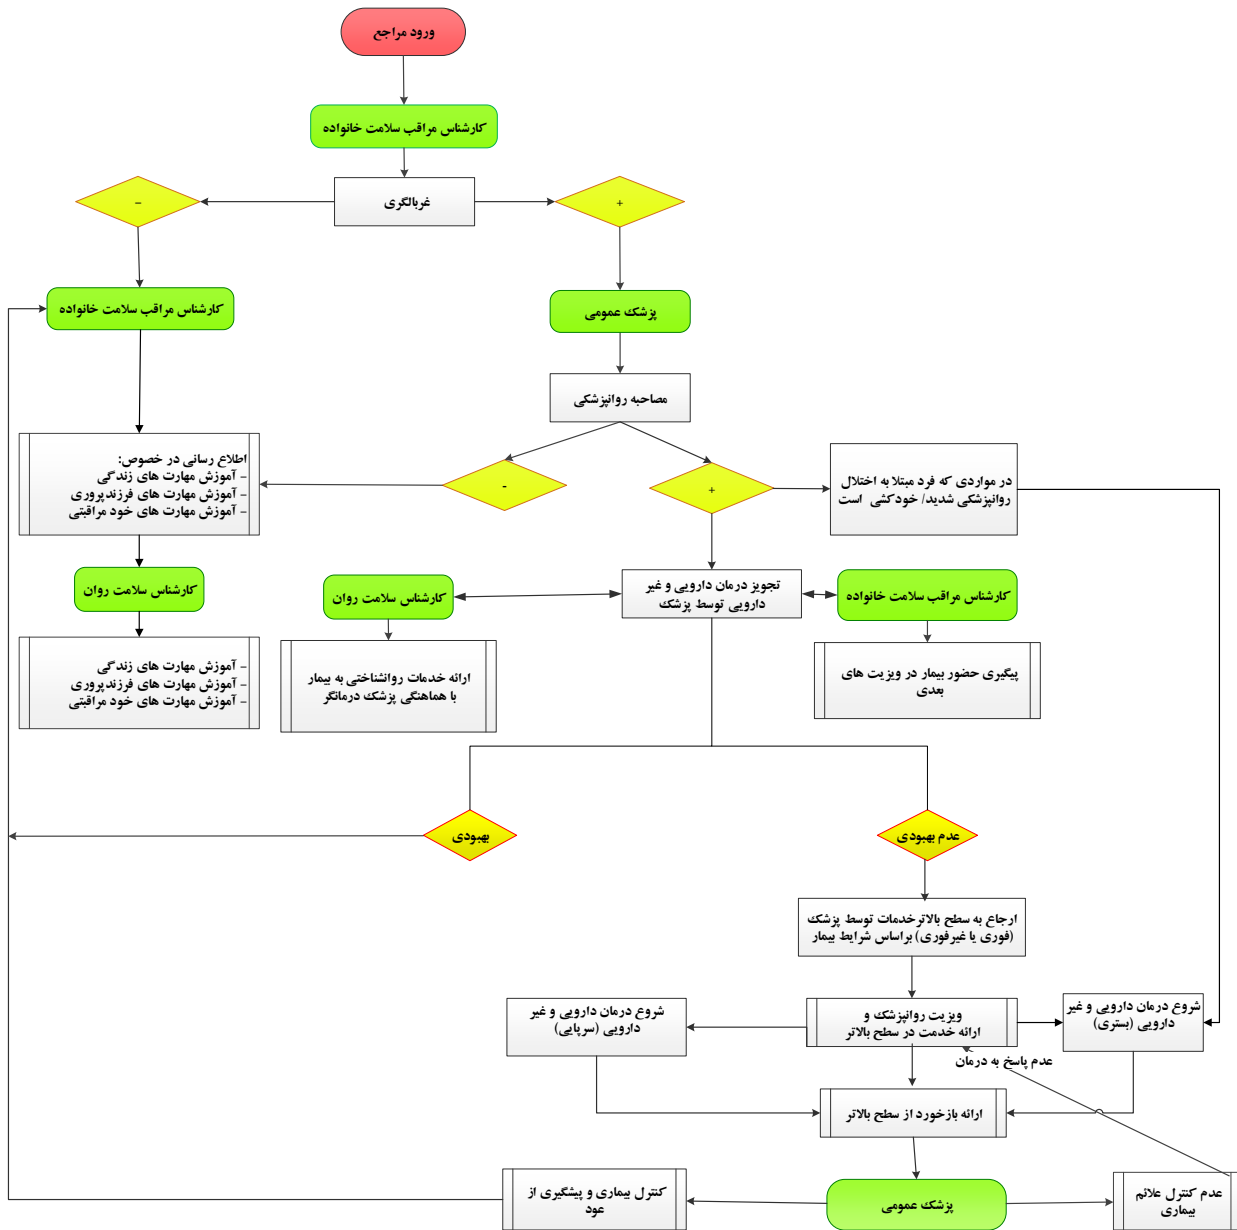 ورود مراجع
کارشناس مراقب سلامت خانواده
غربالگری
-
+
کارشناس مراقب سلامت خانواده
پزشک عمومی
مصاحبه روانپزشکی
اطلاع رسانی در خصوص:
- آموزش مهارت های زندگی
- آموزش مهارت های فرزندپروری
- آموزش مهارت های خود مراقبتی
-
+
در مواردی که فرد مبتلا به اختلال
روانپزشکی شدید/ خودکشی است
کارشناس سلامت روان
کارشناس سلامت روان
تجویز درمان دارویی و غیر
دارویی توسط پزشک
کارشناس مراقب سلامت خانواده
- آموزش مهارت های زندگی
- آموزش مهارت های فرزندپروری
- آموزش مهارت های خود مراقبتی
ارائه خدمات روانشناختی به بیمار
با هماهنگی پزشک درمانگر
پیگیری حضور بیمار در ویزیت های
بعدی
بهبودی
عدم بهبودی
ارجاع به سطح بالاترخدمات توسط پزشک
(فوری یا غیرفوری) براساس شرایط بیمار
شروع درمان دارویی و غیر
دارویی (سرپایی)
ویزیت روانپزشک و
ارائه خدمت در سطح بالاتر
شروع درمان دارویی و غیر
دارویی (بستری)
عدم پاسخ به درمان
ارائه بازخورد از سطح بالاتر
کنترل بیماری و پیشگیری از
عود
پزشک عمومی
عدم کنترل علائم
بیماری